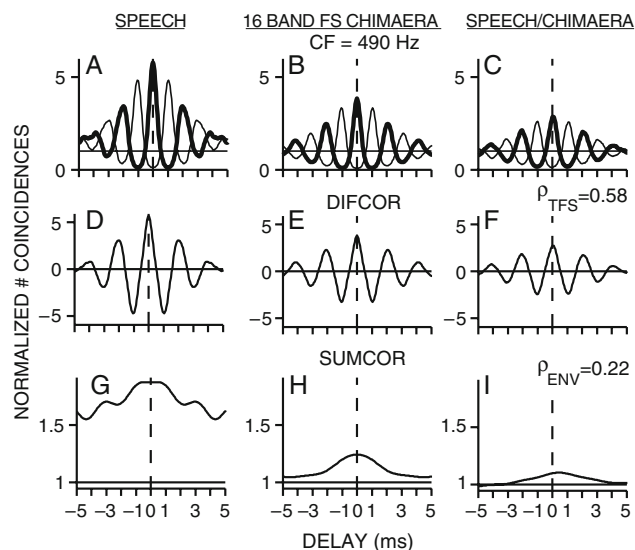 SPEECH 16 BAND FS CHIMAERA SPEECH/CHIMAERA
CF = 490 Hz
A B C
5 5 5
0 0 0
DIFCOR
ρTFS=0.58
D E F
5 5 5
0 0 0
−5 −5 −5
SUMCOR
ρENV=0.22
G H I
1.5 1.5 1.5
1 1 1
−5 −3 −1 0 1 3 5 −5 −3 −1 0 1 3 5 −5 −3 −1 0 1 3 5
DELAY (ms)
NORMALIZED # COINCIDENCES